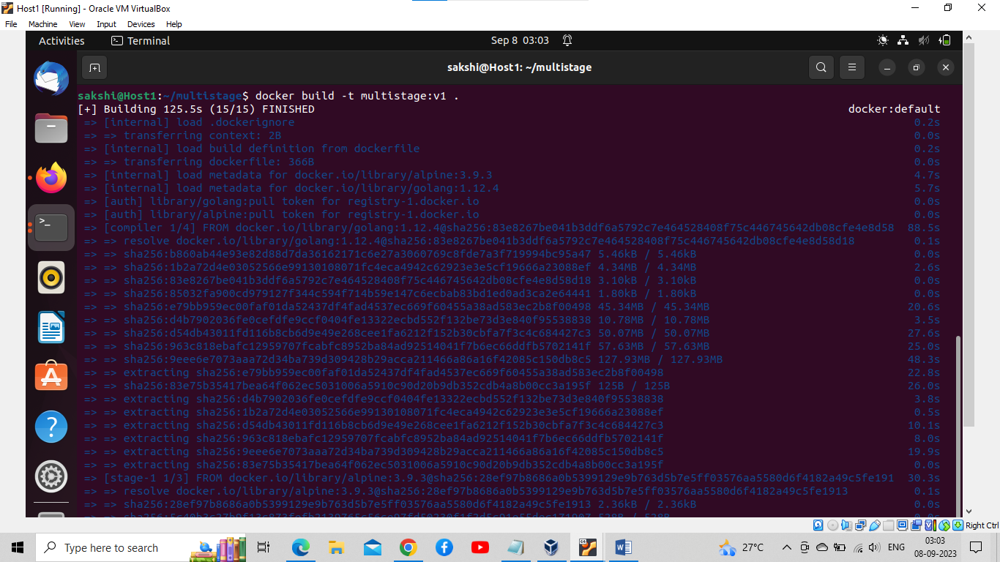 Host1 [Running] - Oracle VM VirtualBox
File Machine View Input Devices Help
Activities Terminal Sep 8 03:03
sakshi@Host1: ~/multistage
sakshi@Host1:~/multistage$ docker build -t multistage:v1 .
[+] Building 125.5s (15/15) FINISHED docker:default
=> [internal] load .dockerignore 0.2s
=> => transferring context: 2B 0.0s
=> [internal] load build definition from dockerfile 0.2s
=> => transferring dockerfile: 366B 0.0s
=> [internal] load metadata for docker.io/library/alpine:3.9.3 4.7s
=> [internal] load metadata for docker.io/library/golang:1.12.4 5.7s
=> [auth] library/golang:pull token for registry-1.docker.io 0.0s
=> [auth] library/alpine:pull token for registry-1.docker.io 0.0s
=> [compiler 1/4] FROM docker.io/library/golang:1.12.4@sha256:83e8267be041b3ddf6a5792c7e464528408f75c446745642db08cfe4e8d58 88.5s
=> => resolve docker.io/library/golang:1.12.4@sha256:83e8267be041b3ddf6a5792c7e464528408f75c446745642db08cfe4e8d58d18 0.1s
=> => sha256:b860ab44e93e82d88d7da36162171c6e27a3060769c8fde7a3f719994bc95a47 5.46kB / 5.46kB 0.0s
=> => sha256:1b2a72d4e03052566e99130108071fc4eca4942c62923e3e5cf19666a23088ef 4.34MB / 4.34MB 2.6s
=> => sha256:83e8267be041b3ddf6a5792c7e464528408f75c446745642db08cfe4e8d58d18 3.10kB / 3.10kB 0.0s
=> => sha256:85032fa900cd979127f344c594f714b59e147c6ecbab83bd1ed0ad3ca2e64441 1.80kB / 1.80kB 0.0s
=> => sha256:e79bb959ec00faf01da52437df4fad4537ec669f60455a38ad583ec2b8f00498 45.34MB / 45.34MB 20.6s
=> => sha256:d4b7902036fe0cefdfe9ccf0404fe13322ecbd552f132be73d3e840f95538838 10.78MB / 10.78MB 3.5s
=> => sha256:d54db43011fd116b8cb6d9e49e268cee1fa6212f152b30cbfa7f3c4c684427c3 50.07MB / 50.07MB 27.6s
=> => sha256:963c818ebafc12959707fcabfc8952ba84ad92514041f7b6ec66ddfb5702141f 57.63MB / 57.63MB 25.0s
=> => sha256:9eee6e7073aaa72d34ba739d309428b29acca211466a86a16f42085c150db8c5 127.93MB / 127.93MB 48.3s
=> => extracting sha256:e79bb959ec00faf01da52437df4fad4537ec669f60455a38ad583ec2b8f00498 22.8s
=> => sha256:83e75b35417bea64f062ec5031006a5910c90d20b9db352cdb4a8b00cc3a195f 125B / 125B 26.0s
=> => extracting sha256:d4b7902036fe0cefdfe9ccf0404fe13322ecbd552f132be73d3e840f95538838 3.8s
=> => extracting sha256:1b2a72d4e03052566e99130108071fc4eca4942c62923e3e5cf19666a23088ef 0.5s
=> => extracting sha256:d54db43011fd116b8cb6d9e49e268cee1fa6212f152b30cbfa7f3c4c684427c3 10.1s
=> => extracting sha256:963c818ebafc12959707fcabfc8952ba84ad92514041f7b6ec66ddfb5702141f 8.0s
=> => extracting sha256:9eee6e7073aaa72d34ba739d309428b29acca211466a86a16f42085c150db8c5 19.9s
=> => extracting sha256:83e75b35417bea64f062ec5031006a5910c90d20b9db352cdb4a8b00cc3a195f 0.0s
=> [stage-1 1/3] FROM docker.io/library/alpine:3.9.3@sha256:28ef97b8686a0b5399129e9b763d5b7e5ff03576aa5580d6f4182a49c5fe191 30.3s
=> => resolve docker.io/library/alpine:3.9.3@sha256:28ef97b8686a0b5399129e9b763d5b7e5ff03576aa5580d6f4182a49c5fe1913 0.1s
=> => sha256:28ef97b8686a0b5399129e9b763d5b7e5ff03576aa5580d6f4182a49c5fe1913 2.36kB / 2.36kB 0.0s
Right Ctrl
Type here to search 27°C ENG 03:03
08-09-2023